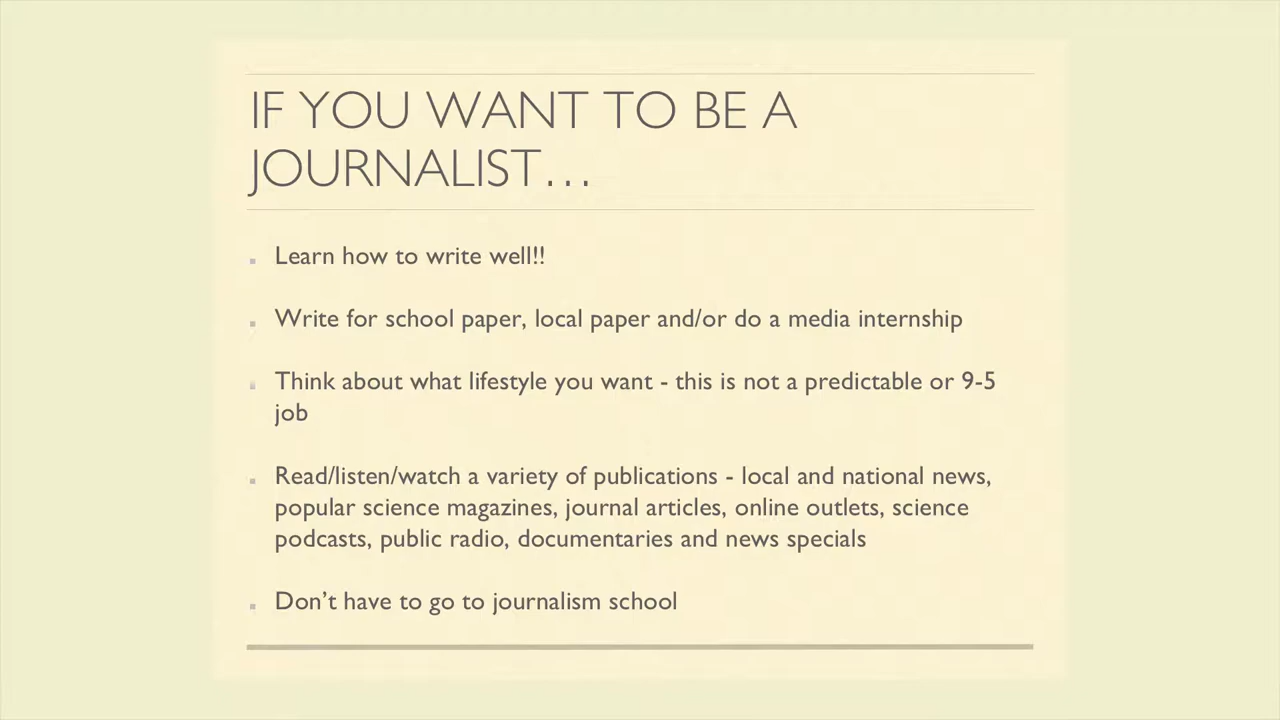 IF YOU WANT TO BE A
JOURNALIST…
Learn how to write well!!
Write for school paper, local paper and/or do a media internship
Think about what lifestyle you want - this is not a predictable or 9-5
job
Read/listen/watch a variety of publications - local and national news,
popular science magazines, journal articles, online outlets, science
podcasts, public radio, documentaries and news specials
Don’t have to go to journalism school